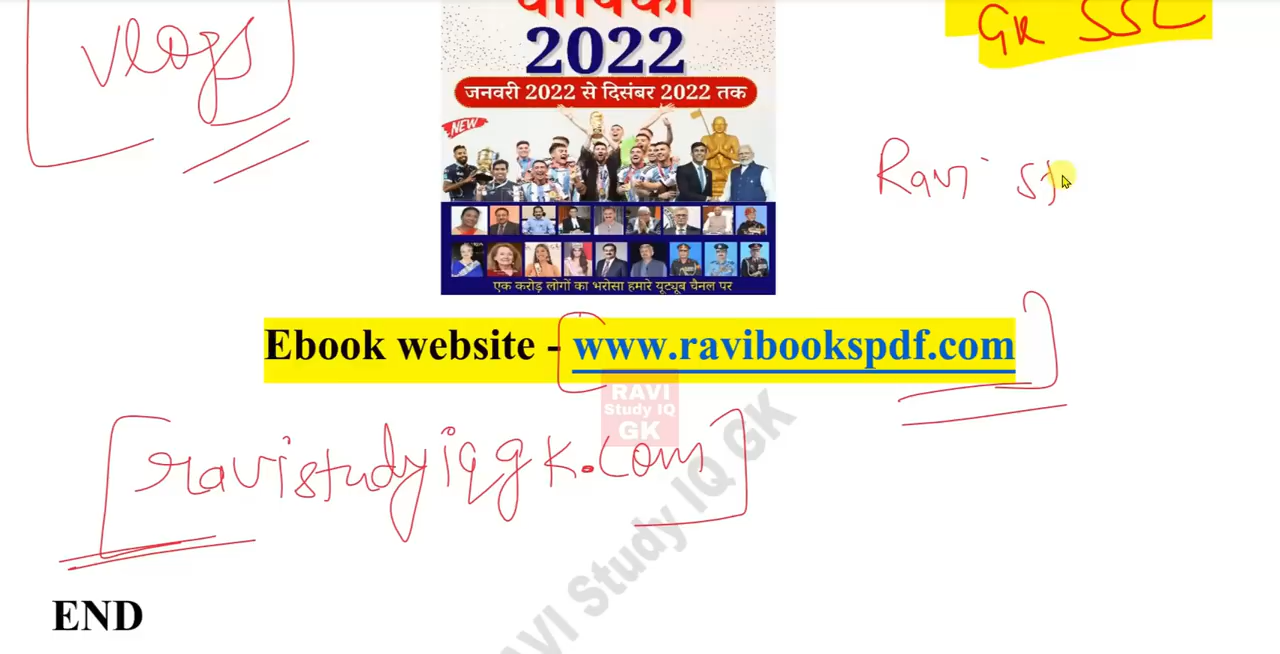 GK SSC
vlogs
वार्षिकी
2022
जनवरी 2022 से दिसंबर 2022 तक
NEW
Ravi
एक करोड़ लोगों का भरोसा हमारे यूट्यूब चैनल पर
Ebook website - www.ravibookspdf.com
RAVI
Study IQ
GK
ravistudyiqgk.com
RAVI Study IQ GK
END